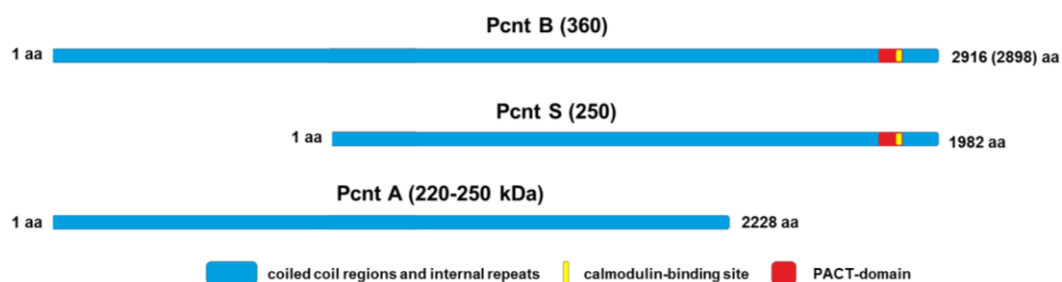 Pcnt B (360)
1 aa
2916 (2898) aa
Pcnt S (250)
1 aa
1982 aa
Pcnt A (220-250 kDa)
1 aa
2228 aa
coiled coil regions and internal repeats calmodulin-binding site PACT-domain